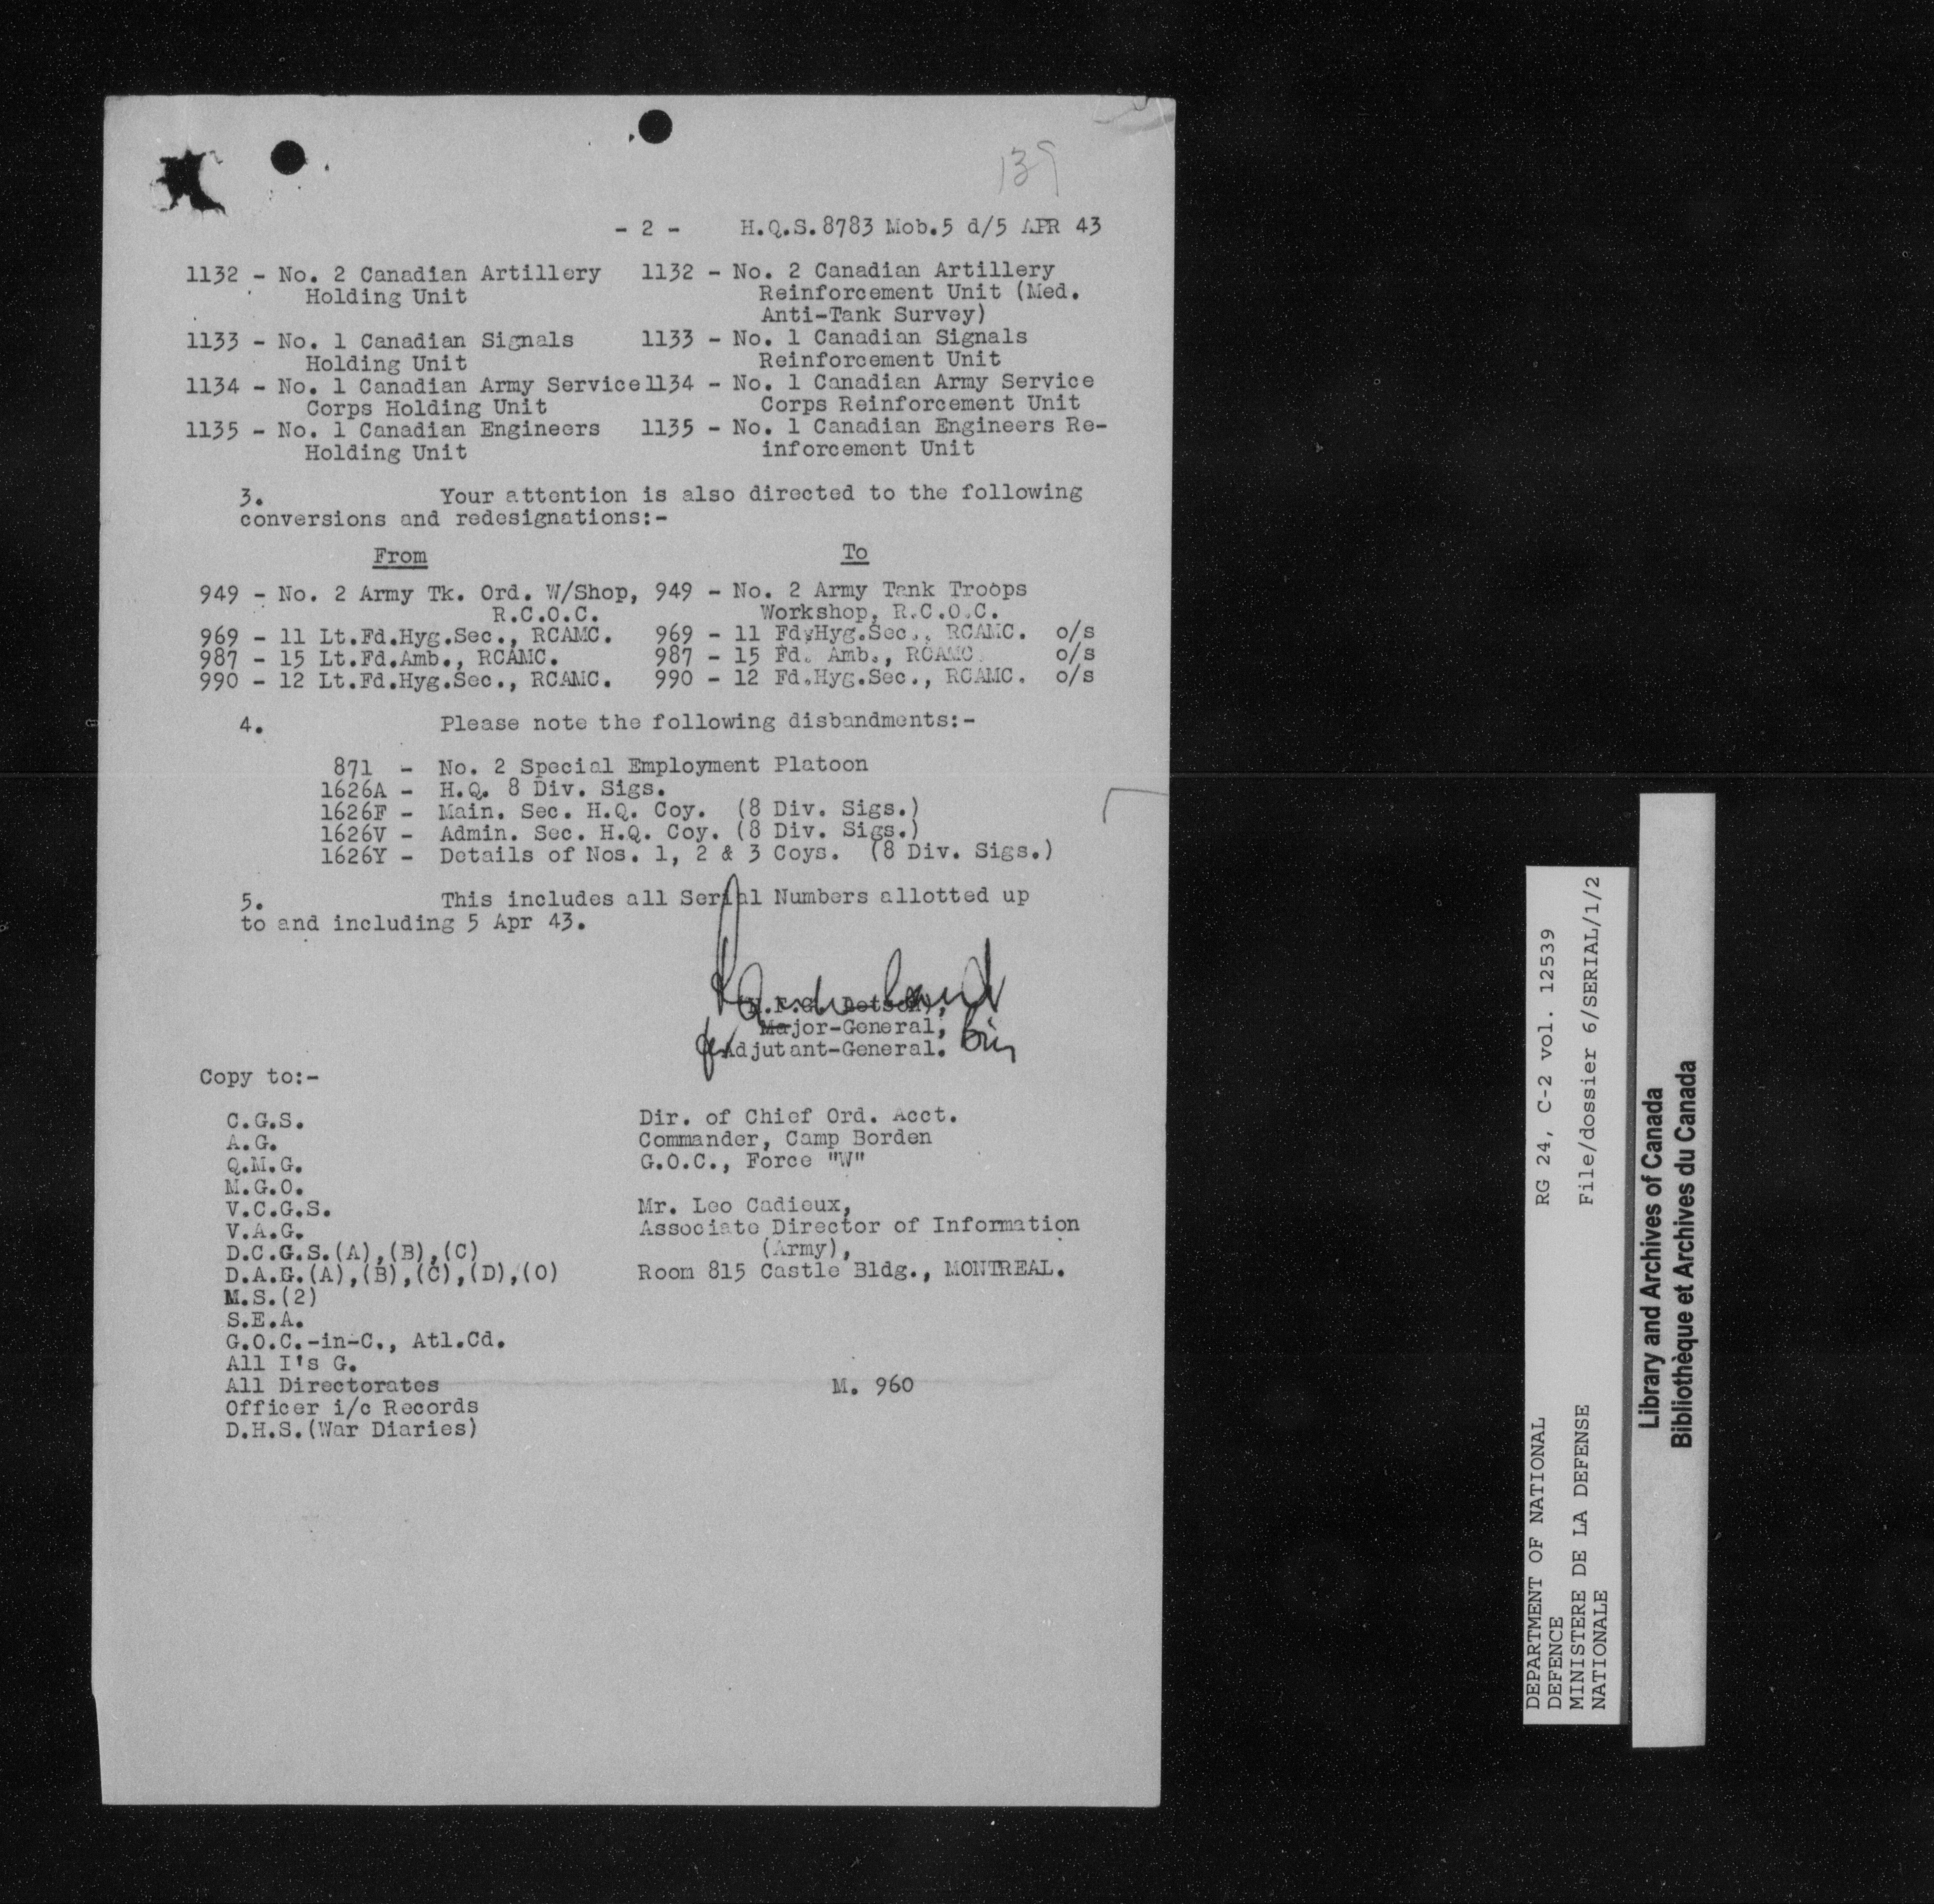 139
- 2 - H.Q.S.8783 Mob.5 d/5 APR 43
1132 - No. 2 Canadian Artillery 1132 - No. 2 Canadian Artillery
Holding Unit Reinforcement Unit (Med.
Anti-Tank Survey)
1133 - No. 1 Canadian Signals 1133 - No. 1 Canadian Signals
Holding Unit Reinforcement Unit
1134 - No. 1 Canadian Army Service 1134 - No. 1 Canadian Army Service
Corps Holding Unit Corps Reinforcement Unit
1135 - No. 1 Canadian Engineers 1135 - No. 1 Canadian Engineers Re-
Holding Unit inforcement Unit
3. Your attention is also directed to the following
conversions and redesignations:-
From To
949 - No. 2 Army Tk. Ord. W/Shop, 949 - No. 2 Army Tank Troops
R.C.O.C. Workshop, R.C.O.C.
969 - 11 Lt.Fd.Hyg.Sec., RCAMC. 969 - 11 Fd.Hyg.Sec., RCAMC. o/s
987 - 15 Lt.Fd.Amb., RCAMC. 987 - 15 Fd. Amb., RCAMC. o/s
990 - 12 Lt.Fd.Hyg.Sec., RCAMC. 990 - 12 Fd.Hyg.Sec., RCAMC. o/s
4. Please note the following disbandments:-
871 - No. 2 Special Employment Platoon
1626A - H.Q. 8 Div. Sigs.
1626F - Main. Sec. H.Q. Coy. (8 Div. Sigs.)
1626V - Admin. Sec. H.Q. Coy. (8 Div. Sigs.)
1626Y - Details of Nos. 1, 2 & 3 Coys. (8 Div. Sigs.)
5. This includes all Serial Numbers allotted up
to and including 5 Apr 43.
Major-General,
for Adjutant-General.
Copy to:-
C.G.S.
A.G.
Q.M.G.
M.G.O.
V.C.G.S.
V.A.G.
D.C.G.S.(A),(B),(C)
D.A.G.(A),(B),(C),(D),(O)
M.S.(2)
S.E.A.
G.O.C.-in-C., Atl.Cd.
All I's G.
All Directorates
Officer i/c Records
D.H.S.(War Diaries)
Dir. of Chief Ord. Acct.
Commander, Camp Borden
G.O.C., Force "W"
Mr. Leo Cadieux,
Associate Director of Information
(Army),
Room 815 Castle Bldg., MONTREAL.
M. 960
DEPARTMENT OF NATIONAL RG 24, C-2 vol. 12539
DEFENCE
MINISTERE DE LA DEFENSE File/dossier 6/SERIAL/1/2
NATIONALE
Library and Archives of Canada
Bibliothèque et Archives du Canada